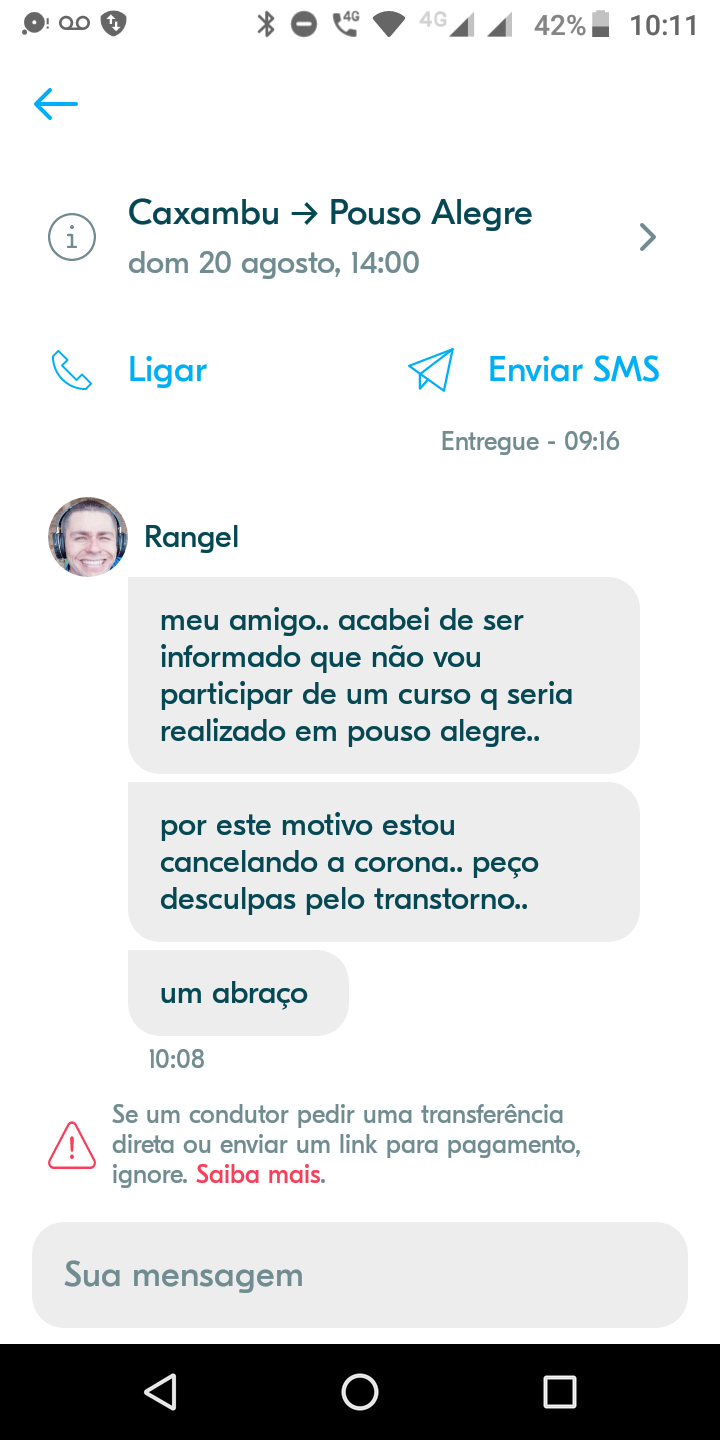 4G 4G 42% 10:11
Caxambu → Pouso Alegre
dom 20 agosto, 14:00
Ligar Enviar SMS
Entregue - 09:16
Rangel
meu amigo.. acabei de ser
informado que não vou
participar de um curso q seria
realizado em pouso alegre..
por este motivo estou
cancelando a corona.. peço
desculpas pelo transtorno..
um abraço
10:08
Se um condutor pedir uma transferência
direta ou enviar um link para pagamento,
ignore. Saiba mais.
Sua mensagem